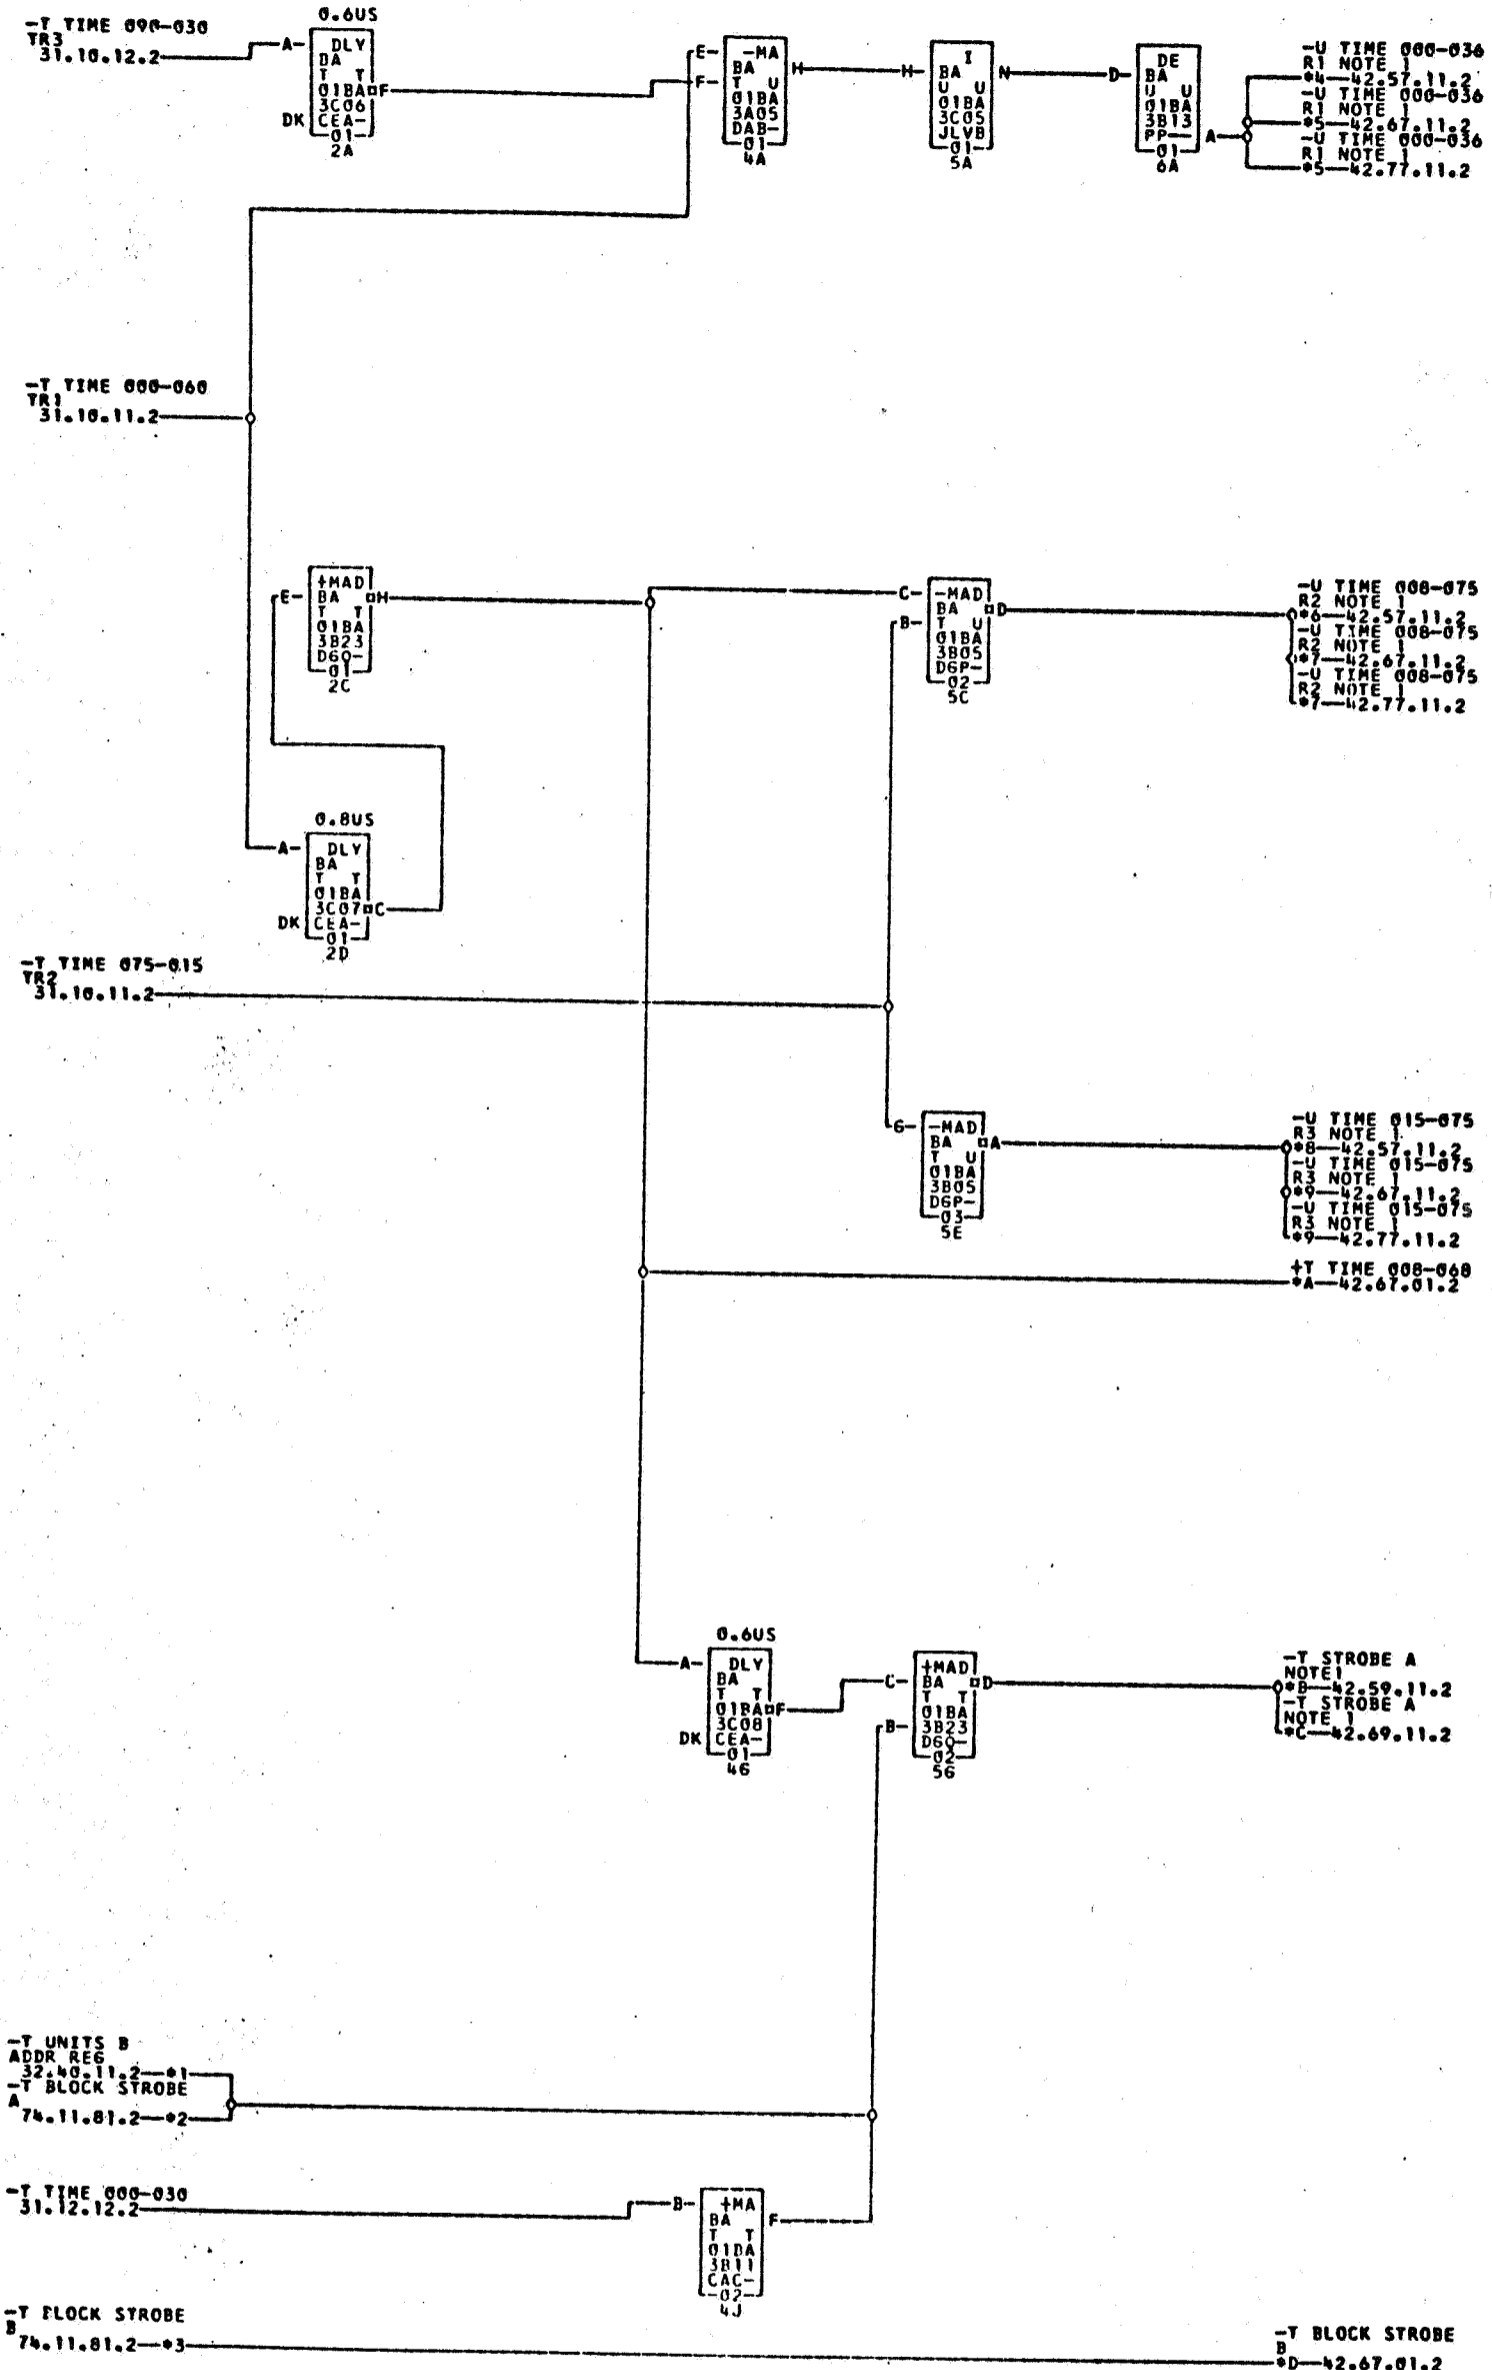 -T TIME 090-030
TR3
31.10.12.2
0.6US
A-
DLY
DA
T T
01BA F
3C06
DK CEA-
01
2A
E-
F-
-MA
BA H
T U
01BA
3A05
DAB-
01
4A
H-
I
BA N
U U
01BA
3C05
JLVB
01
5A
D-
DE
BA
U U
01BA
3B13
PP- A
01
6A
-U TIME 000-036
R1 NOTE 1
*4-42.57.11.2
-U TIME 000-036
R1 NOTE 1
*5-42.67.11.2
-U TIME 000-036
R1 NOTE 1
*5-42.77.11.2
-T TIME 000-060
TR1
31.10.11.2
E-
+MAD
BA H
T T
01BA
3B23
D6Q-
01
2C
C-
B-
-MAD
BA D
T U
01BA
3B05
D6P-
02
5C
-U TIME 008-075
R2 NOTE 1
*6-42.57.11.2
-U TIME 008-075
R2 NOTE 1
*7-42.67.11.2
-U TIME 008-075
R2 NOTE 1
*7-42.77.11.2
0.8US
A-
DLY
BA
T T
01BA
3C07 C
DK CEA-
01
2D
-T TIME 075-015
TR2
31.10.11.2
G-
-MAD
BA A
T U
01BA
3B05
D6P-
03
5E
-U TIME 015-075
R3 NOTE 1
*8-42.57.11.2
-U TIME 015-075
R3 NOTE 1
*9-42.67.11.2
-U TIME 015-075
R3 NOTE 1
*9-42.77.11.2
+T TIME 008-068
*A-42.67.01.2
0.6US
A-
DLY
BA
T T
01BA F
3C08
DK CEA-
01
4G
C-
B-
+MAD
BA D
T T
01BA
3B23
D6Q-
02
5G
-T STROBE A
NOTE1
*B-42.59.11.2
-T STROBE A
NOTE 1
*C-42.69.11.2
-T UNITS B
ADDR REG
32.40.11.2-*1
-T BLOCK STROBE
A
74.11.81.2-*2
-T TIME 000-030
31.12.12.2
B-
+MA
BA F
T T
01DA
3B11
CAC-
02
4J
-T BLOCK STROBE
B
74.11.81.2-*3
-T BLOCK STROBE
B
*D-42.67.01.2